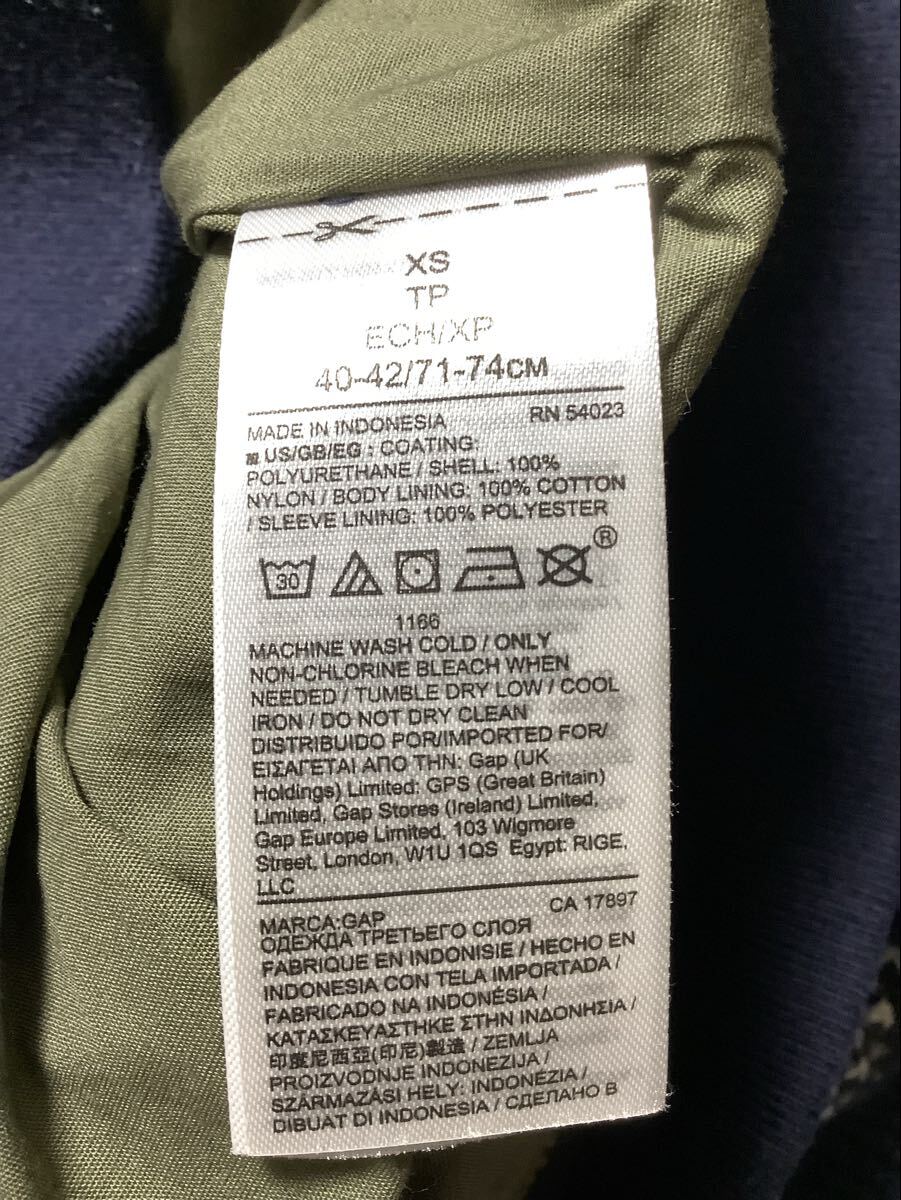 XS
TP
ECH/XP
40-42/71-74CM
MADE IN INDONESIA RN 54023
US/GB/EG : COATING:
POLYURETHANE / SHELL: 100%
NYLON / BODY LINING: 100% COTTON
/ SLEEVE LINING: 100% POLYESTER
30 ®
1166
MACHINE WASH COLD / ONLY
NON-CHLORINE BLEACH WHEN
NEEDED / TUMBLE DRY LOW / COOL
IRON / DO NOT DRY CLEAN
DISTRIBUIDO POR/IMPORTED FOR/
ΕΙΣΑΓΕΤΑΙ ΑΠΟ ΤΗΝ: Gap (UK
Holdings) Limited: GPS (Great Britain)
Limited, Gap Stores (Ireland) Limited,
Gap Europe Limited, 103 Wigmore
Street, London, W1U 1QS Egypt: RIGE,
LLC
MARCA:GAP CA 17897
ОДЕЖДА ТРЕТЬЕГО СЛОЯ
FABRIQUE EN INDONISIE / HECHO EN
INDONESIA CON TELA IMPORTADA /
FABRICADO NA INDONÉSIA /
ΚΑΤΑΣΚΕΥΑΣΤΗΚΕ ΣΤΗΝ ΙΝΔΟΝΗΣΙΑ /
印度尼西亞(印尼)製造 / ZEMLJA
PROIZVODNJE INDONEZIJA /
SZÁRMAZÁSI HELY: INDONÉZIA /
DIBUAT DI INDONESIA / СДЕЛАНО В